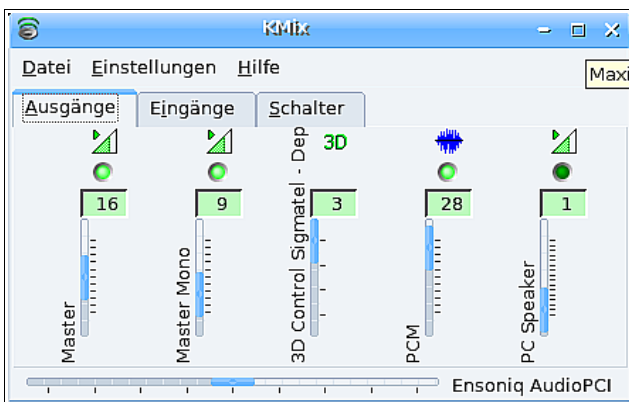 KMix
Datei Einstellungen Hilfe
Maxi
Ausgänge Eingänge Schalter
3D
16 9 3 28 1
Master
Master Mono
3D Control Sigmatel - Dep
PCM
PC Speaker
Ensoniq AudioPCI